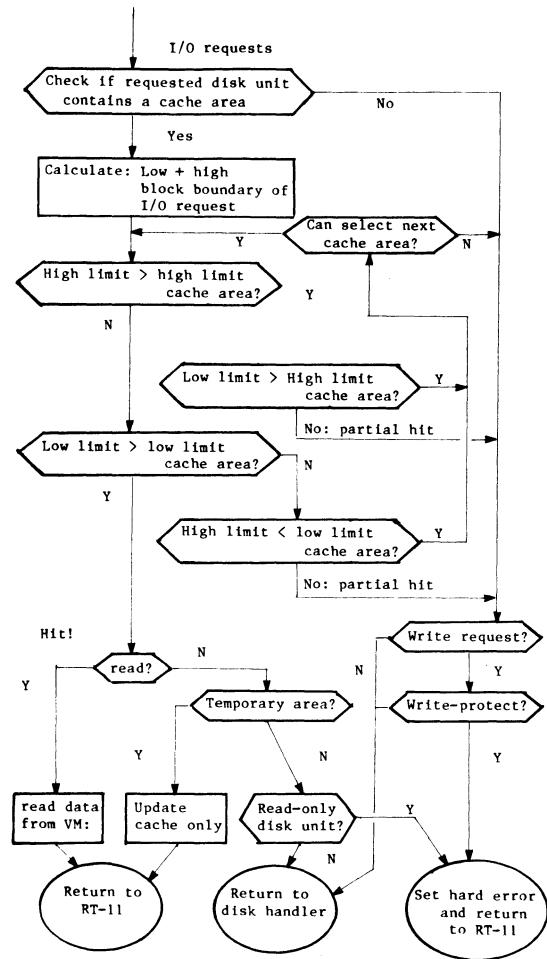 I/O requests
Check if requested disk unit
contains a cache area
No
Yes
Calculate: Low + high
block boundary of
I/O request
Can select next
cache area?
Y
N
High limit > high limit
cache area?
Y
N
Low limit > High limit
cache area?
Y
No: partial hit
Low limit > low limit
cache area?
N
Y
High limit < low limit
cache area?
Y
No: partial hit
Hit!
Write request?
N
read?
N
Y
Y
Temporary area?
Write-protect?
Y
N
Y
read data
from VM:
Update
cache only
Read-only
disk unit?
Y
N
Return to
RT-11
Return to
disk handler
Set hard error
and return
to RT-11